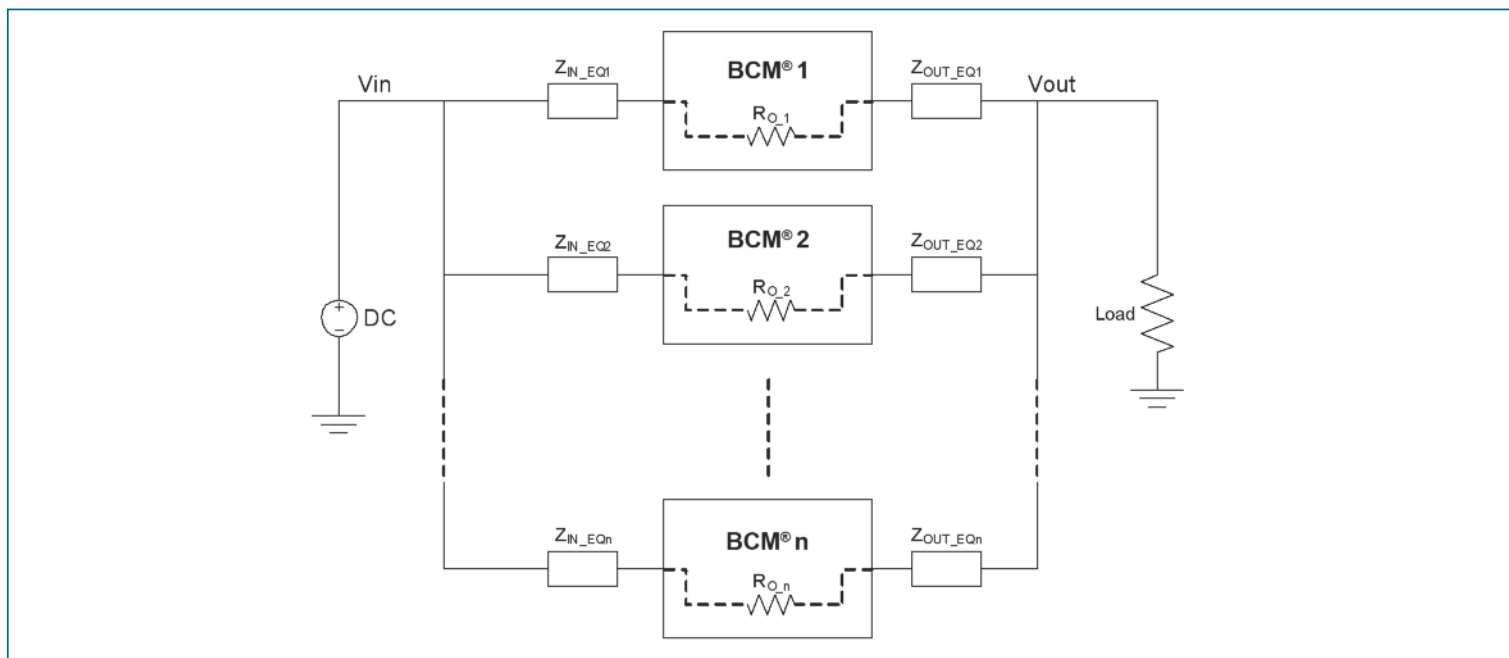 Vin
Z_IN_EQ1
BCM® 1
R_O_1
Z_OUT_EQ1
Vout
Z_IN_EQ2
BCM® 2
R_O_2
Z_OUT_EQ2
+
−
DC
Load
Z_IN_EQn
BCM® n
R_O_n
Z_OUT_EQn